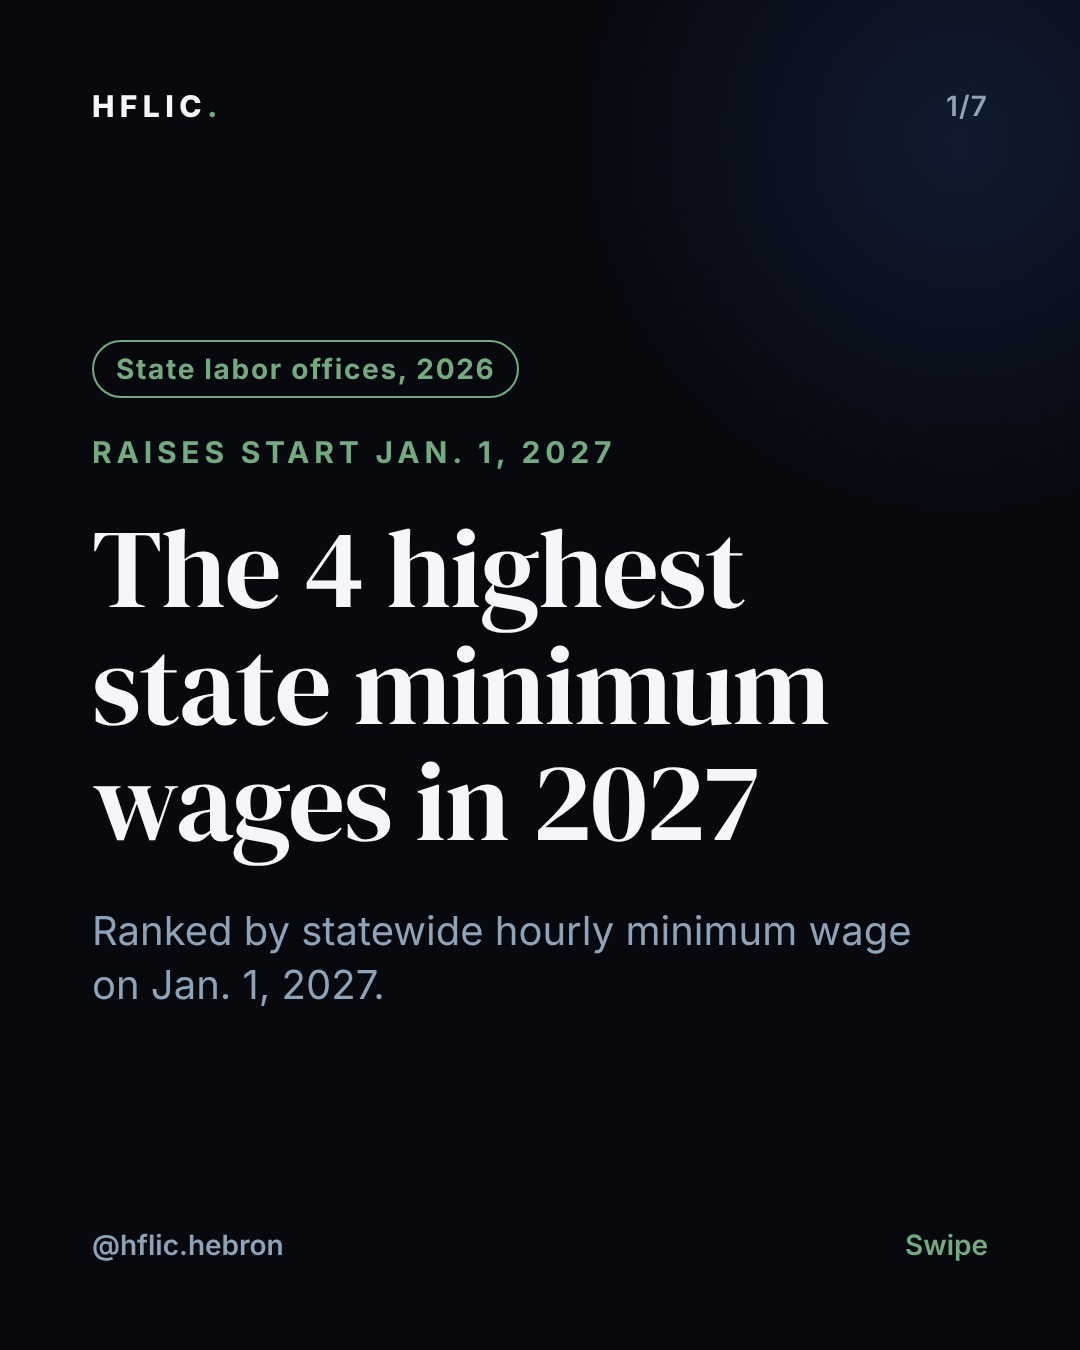 HFLIC.
1/7
State labor offices, 2026
RAISES START JAN. 1, 2027
The 4 highest
state minimum
wages in 2027
Ranked by statewide hourly minimum wage
on Jan. 1, 2027.
@hflic.hebron
Swipe